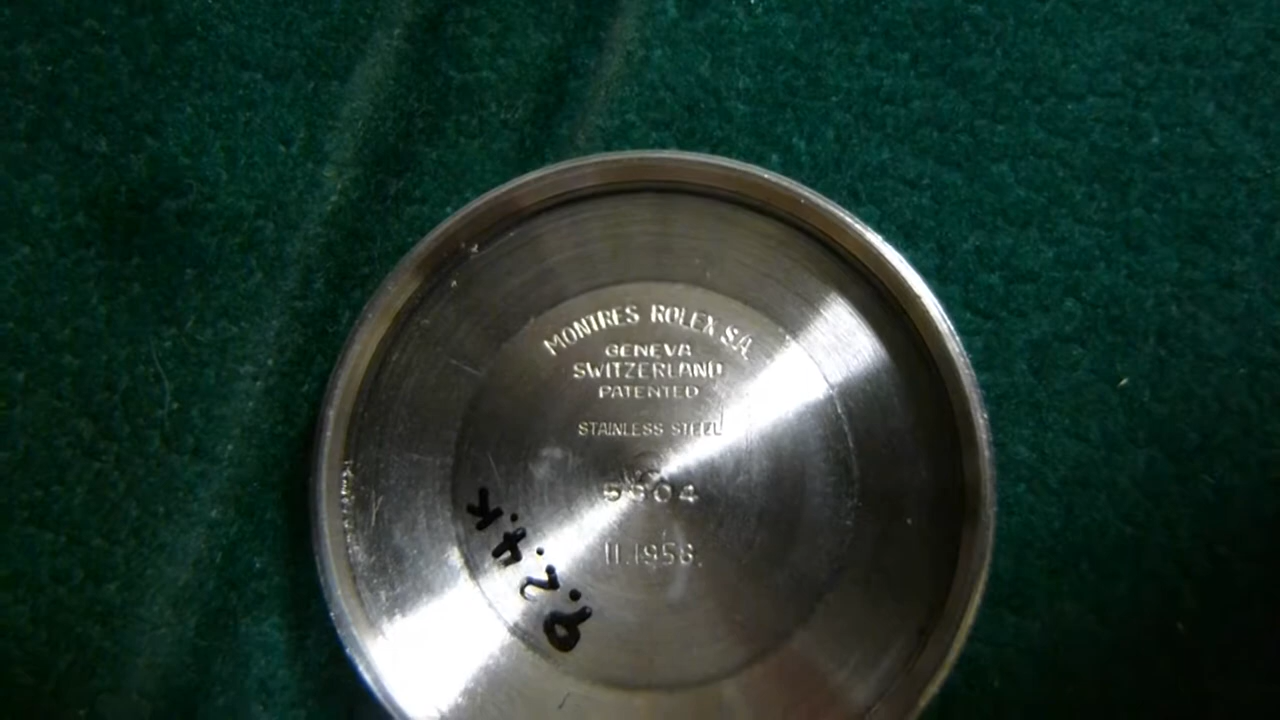 MONTRES ROLEX S.A.
GENEVA
SWITZERLAND
PATENTED
STAINLESS STEEL
5504
II.1958.